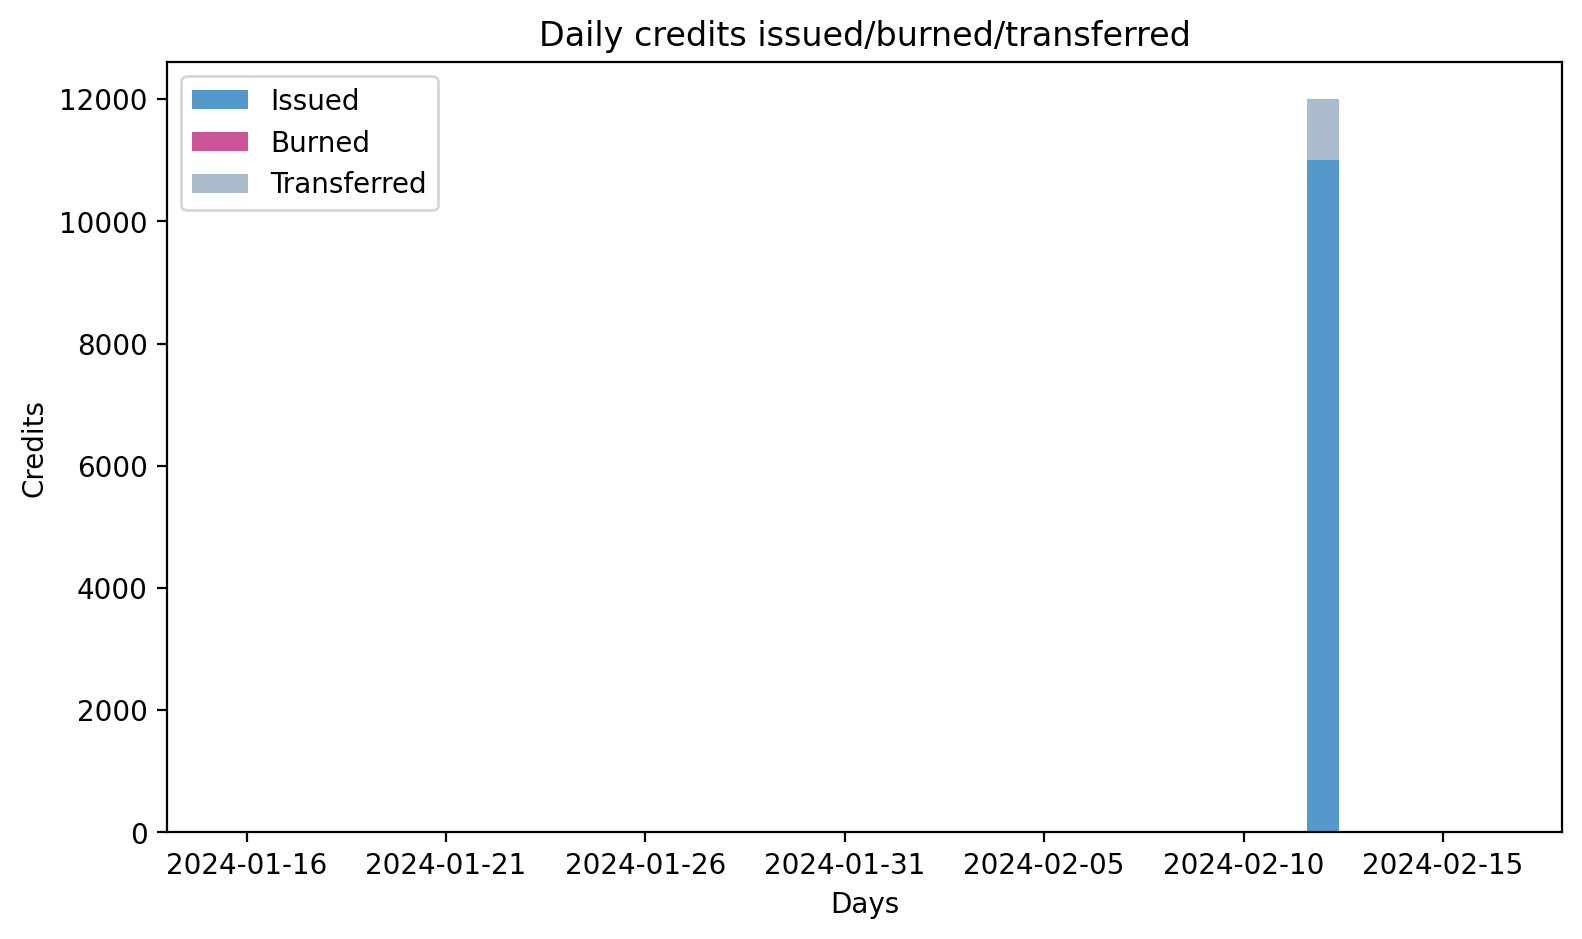 Daily credits issued/burned/transferred
Issued
Burned
Transferred
12000
10000
8000
6000
4000
2000
0
Credits
2024-01-16 2024-01-21 2024-01-26 2024-01-31 2024-02-05 2024-02-10 2024-02-15
Days